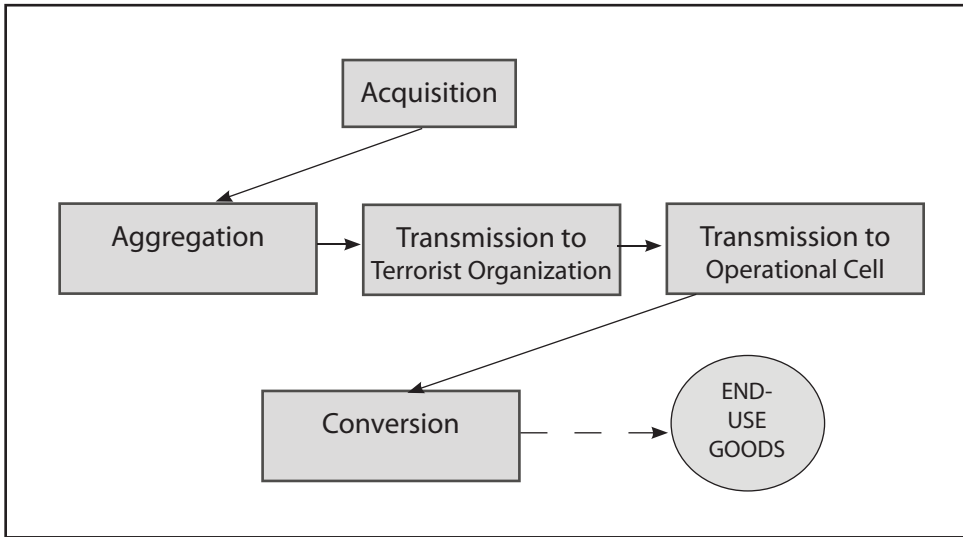 Acquisition
Aggregation
Transmission to
Terrorist Organization
Transmission to
Operational Cell
Conversion
END-
USE
GOODS